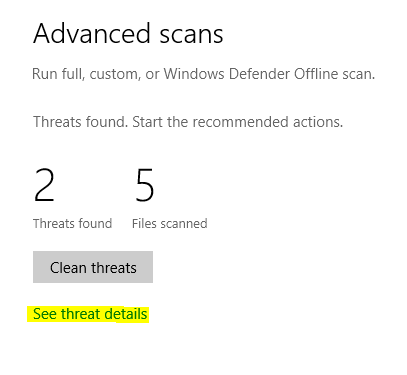 Advanced scans
Run full, custom, or Windows Defender Offline scan.
Threats found. Start the recommended actions.
2 5
Threats found Files scanned
Clean threats
See threat details